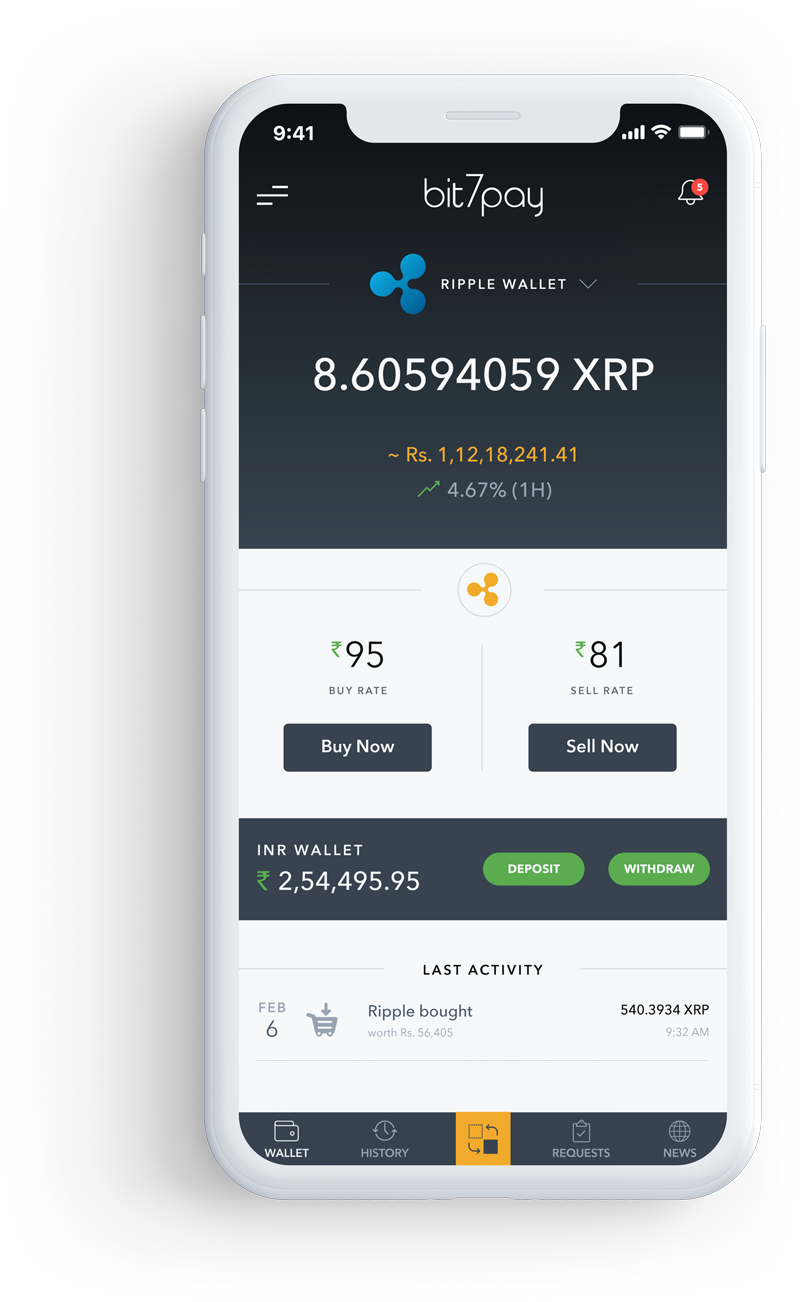 9:41
bit7pay
5
RIPPLE WALLET
8.60594059 XRP
~ Rs. 1,12,18,241.41
4.67% (1H)
₹95
₹81
BUY RATE
SELL RATE
Buy Now
Sell Now
INR WALLET
₹ 2,54,495.95
DEPOSIT
WITHDRAW
LAST ACTIVITY
FEB
6
Ripple bought
worth Rs. 56,405
540.3934 XRP
9:32 AM
WALLET
HISTORY
REQUESTS
NEWS